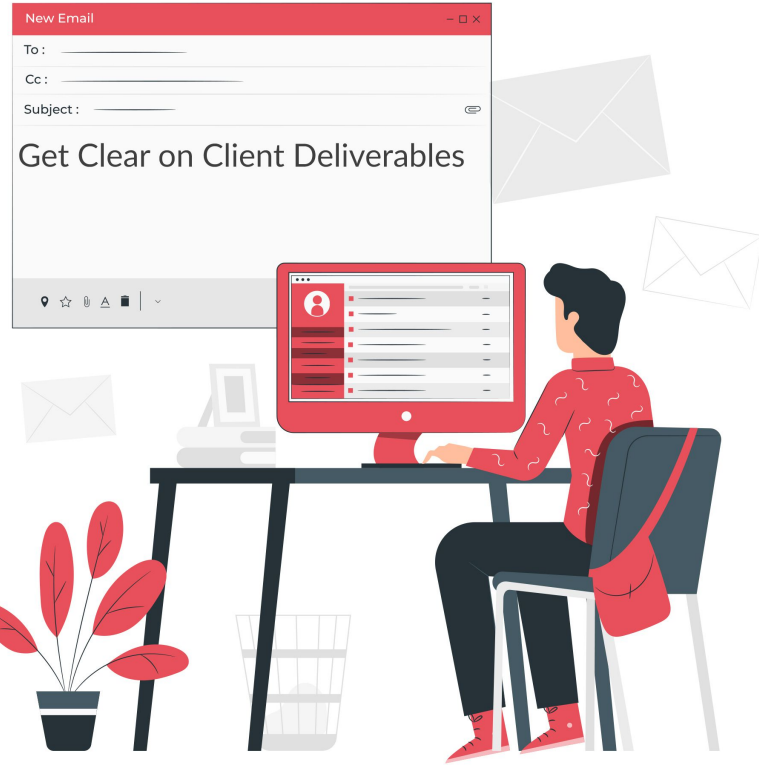 New Email
To :
Cc :
Subject :
Get Clear on Client Deliverables
A